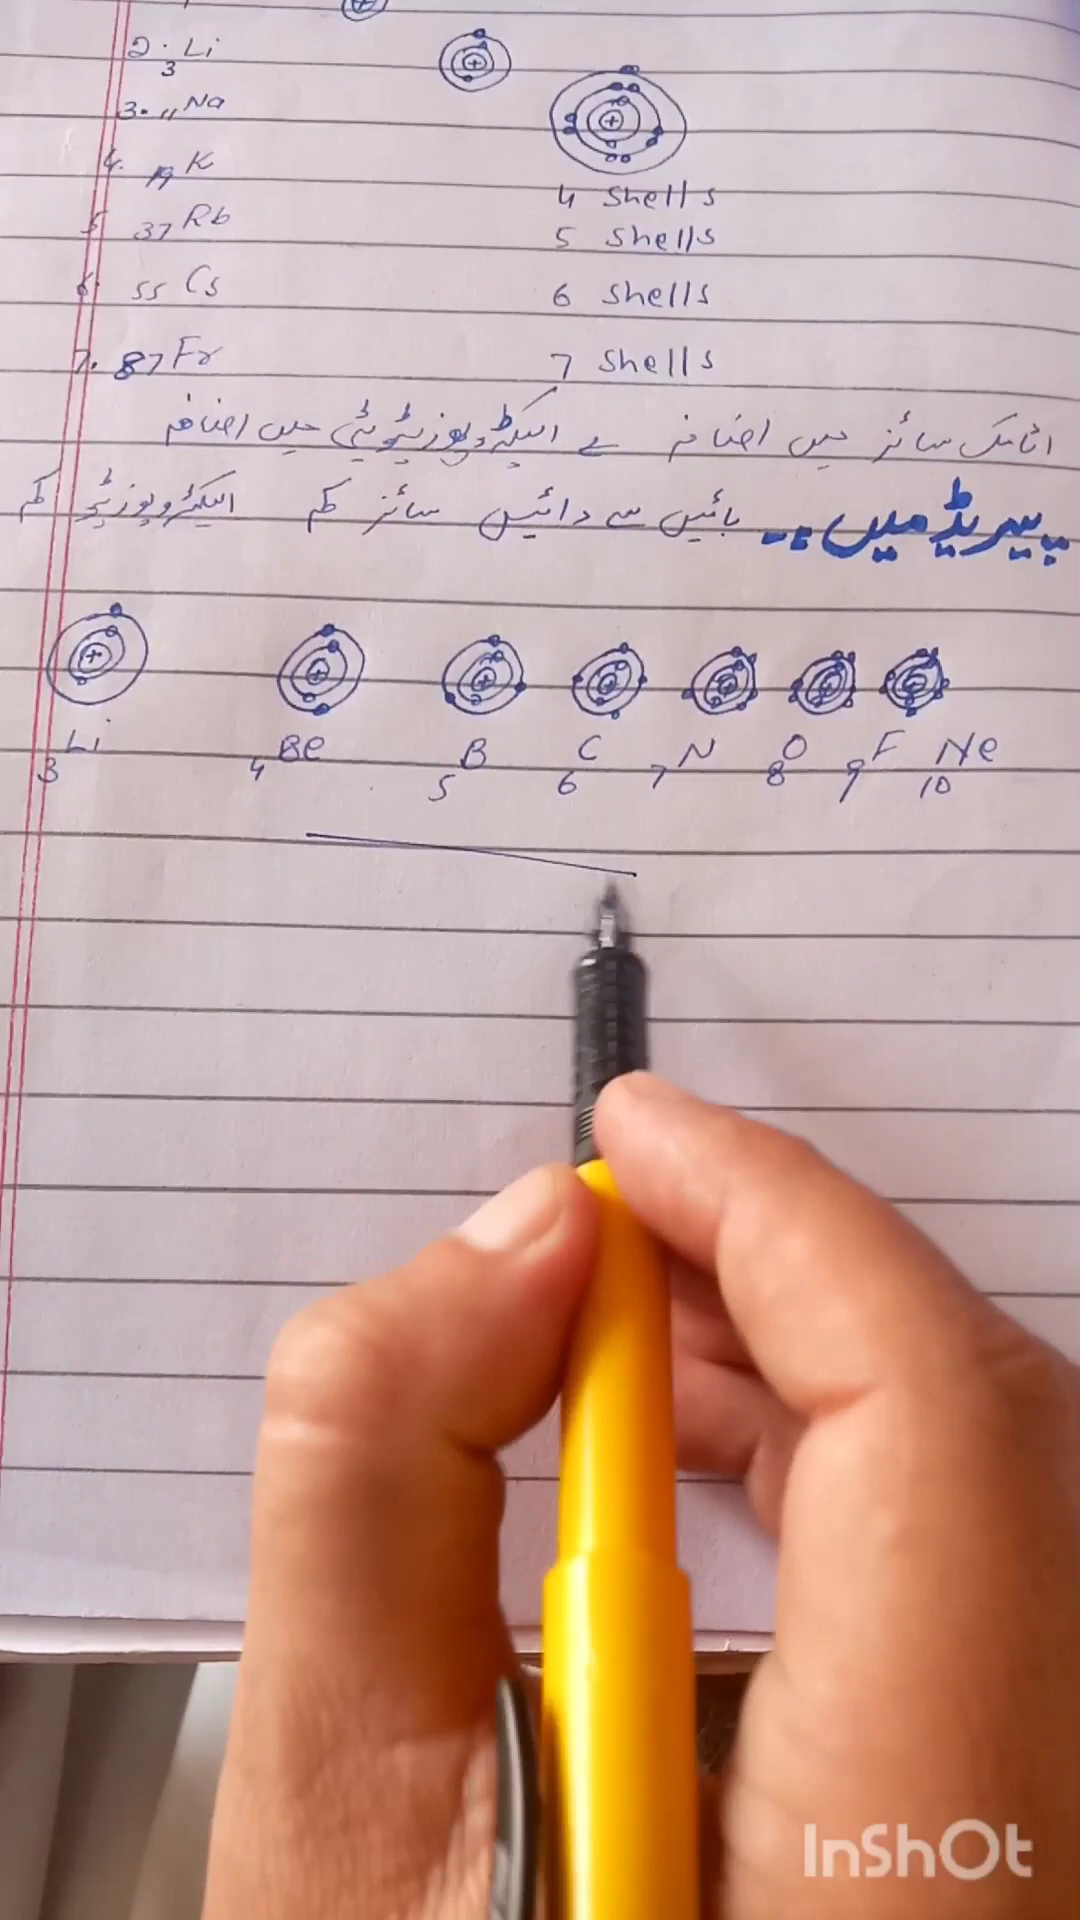 2. ₃Li
3. ₁₁Na
4. ₁₉K 4 Shells
5 ₃₇Rb 5 Shells
6. ₅₅Cs 6 Shells
7. ₈₇Fr 7 Shells
اٹامک سائز میں اضافہ سے الیکٹروپوزیٹویٹی میں اضافہ
پیریڈ میں :-- بائیں سے دائیں سائز کم الیکٹروپوزیٹو کم
₃Li ₄Be ₅B ₆C ₇N ₈O ₉F ₁₀Ne
InShOt